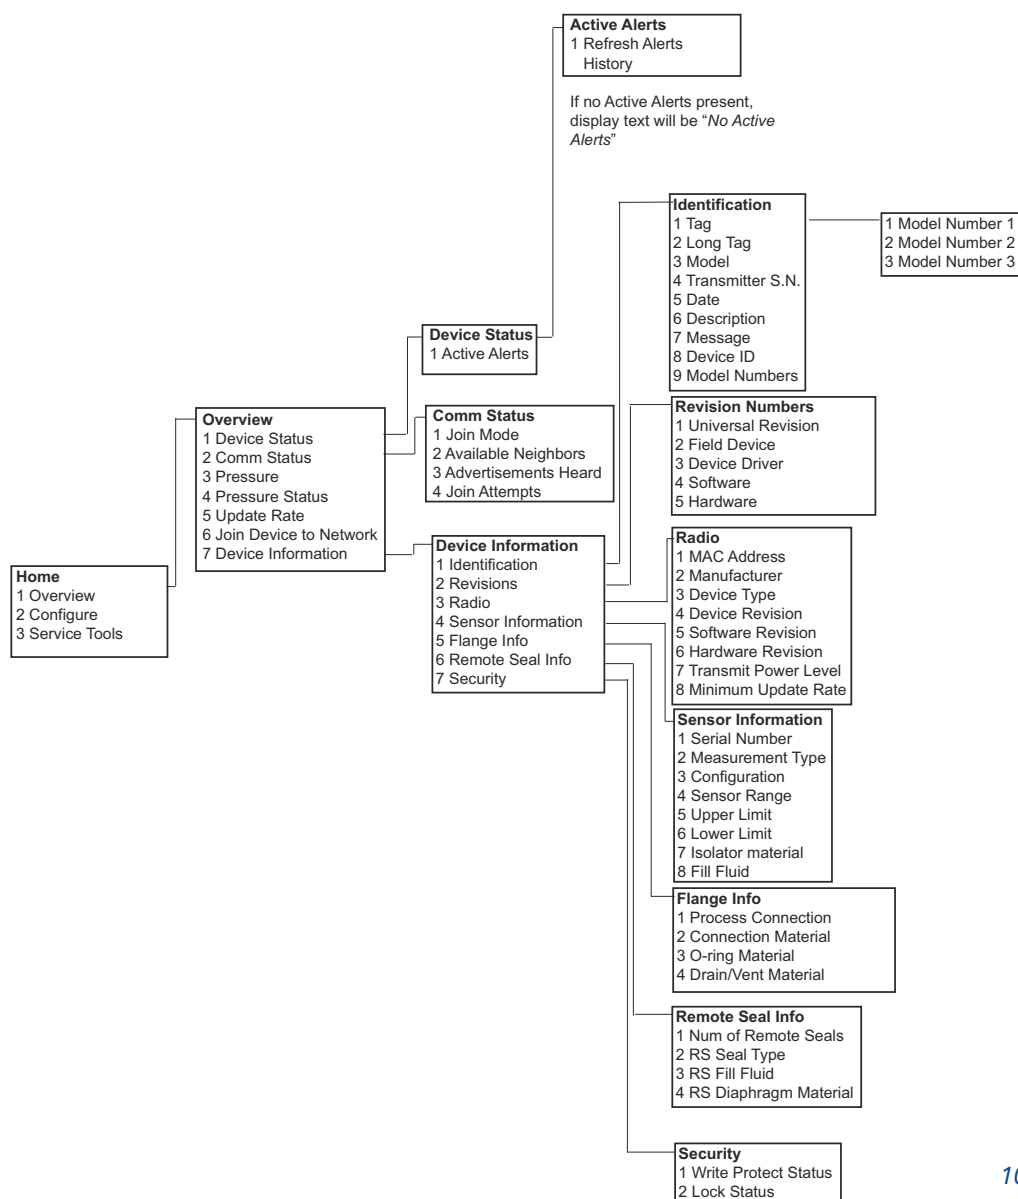 Active Alerts
1 Refresh Alerts
History
If no Active Alerts present,
display text will be “No Active
Alerts”
Identification
1 Tag
2 Long Tag
3 Model
4 Transmitter S.N.
5 Date
6 Description
7 Message
8 Device ID
9 Model Numbers
1 Model Number 1
2 Model Number 2
3 Model Number 3
Device Status
1 Active Alerts
Revision Numbers
1 Universal Revision
2 Field Device
3 Device Driver
4 Software
5 Hardware
Overview
1 Device Status
2 Comm Status
3 Pressure
4 Pressure Status
5 Update Rate
6 Join Device to Network
7 Device Information
Comm Status
1 Join Mode
2 Available Neighbors
3 Advertisements Heard
4 Join Attempts
Device Information
1 Identification
2 Revisions
3 Radio
4 Sensor Information
5 Flange Info
6 Remote Seal Info
7 Security
Radio
1 MAC Address
2 Manufacturer
3 Device Type
4 Device Revision
5 Software Revision
6 Hardware Revision
7 Transmit Power Level
8 Minimum Update Rate
Home
1 Overview
2 Configure
3 Service Tools
Sensor Information
1 Serial Number
2 Measurement Type
3 Configuration
4 Sensor Range
5 Upper Limit
6 Lower Limit
7 Isolator material
8 Fill Fluid
Flange Info
1 Process Connection
2 Connection Material
3 O-ring Material
4 Drain/Vent Material
Remote Seal Info
1 Num of Remote Seals
2 RS Seal Type
3 RS Fill Fluid
4 RS Diaphragm Material
Security
1 Write Protect Status
2 Lock Status